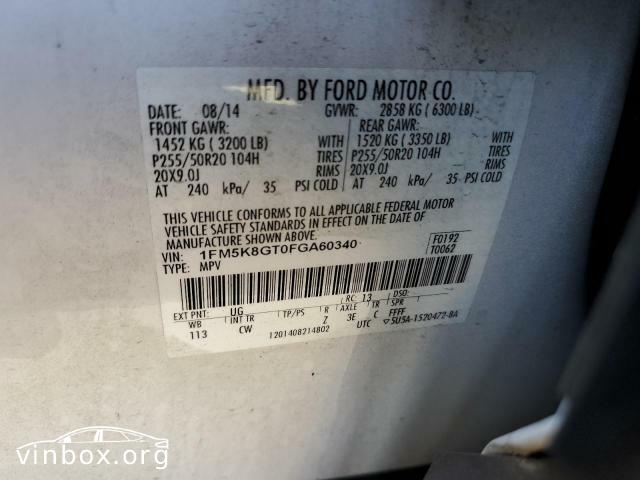 MFD. BY FORD MOTOR CO.
DATE: 08/14 GVWR: 2858 KG ( 6300 LB)
FRONT GAWR: REAR GAWR:
1452 KG ( 3200 LB) WITH 1520 KG ( 3350 LB) WITH
P255/50R20 104H TIRES P255/50R20 104H TIRES
20X9.0J RIMS 20X9.0J RIMS
AT 240 kPa/ 35 PSI COLD AT 240 kPa/ 35 PSI COLD
THIS VEHICLE CONFORMS TO ALL APPLICABLE FEDERAL MOTOR
VEHICLE SAFETY STANDARDS IN EFFECT ON THE DATE OF
MANUFACTURE SHOWN ABOVE.
VIN: 1FM5K8GT0FGA60340
F0192
TYPE: MPV
T0062
EXT PNT: UG RC: 13 DSO:
WB INT TR TP/PS R AXLE TR SPR
113 CW Z 3E C FFFF
1201408214802 UTC ▽5U5A-1520472-8A
vinbox.org